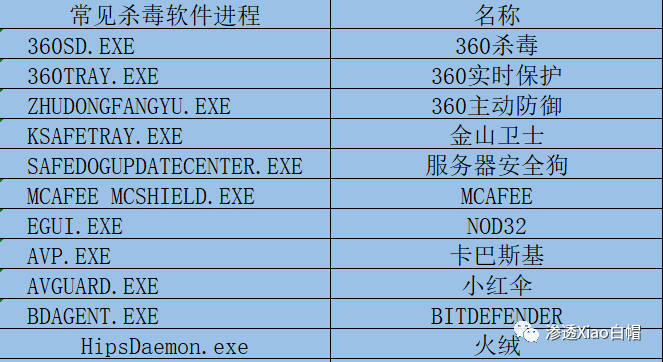 常见杀毒软件进程 名称
360SD.EXE 360杀毒
360TRAY.EXE 360实时保护
ZHUDONGFANGYU.EXE 360主动防御
KSAFETRAY.EXE 金山卫士
SAFEDOGUPDATECENTER.EXE 服务器安全狗
MCAFEE MCSHIELD.EXE MCAFEE
EGUI.EXE NOD32
AVP.EXE 卡巴斯基
AVGUARD.EXE 小红伞
BDAGENT.EXE BITDEFENDER
HipsDaemon.exe 火绒
渗透Xiao白帽